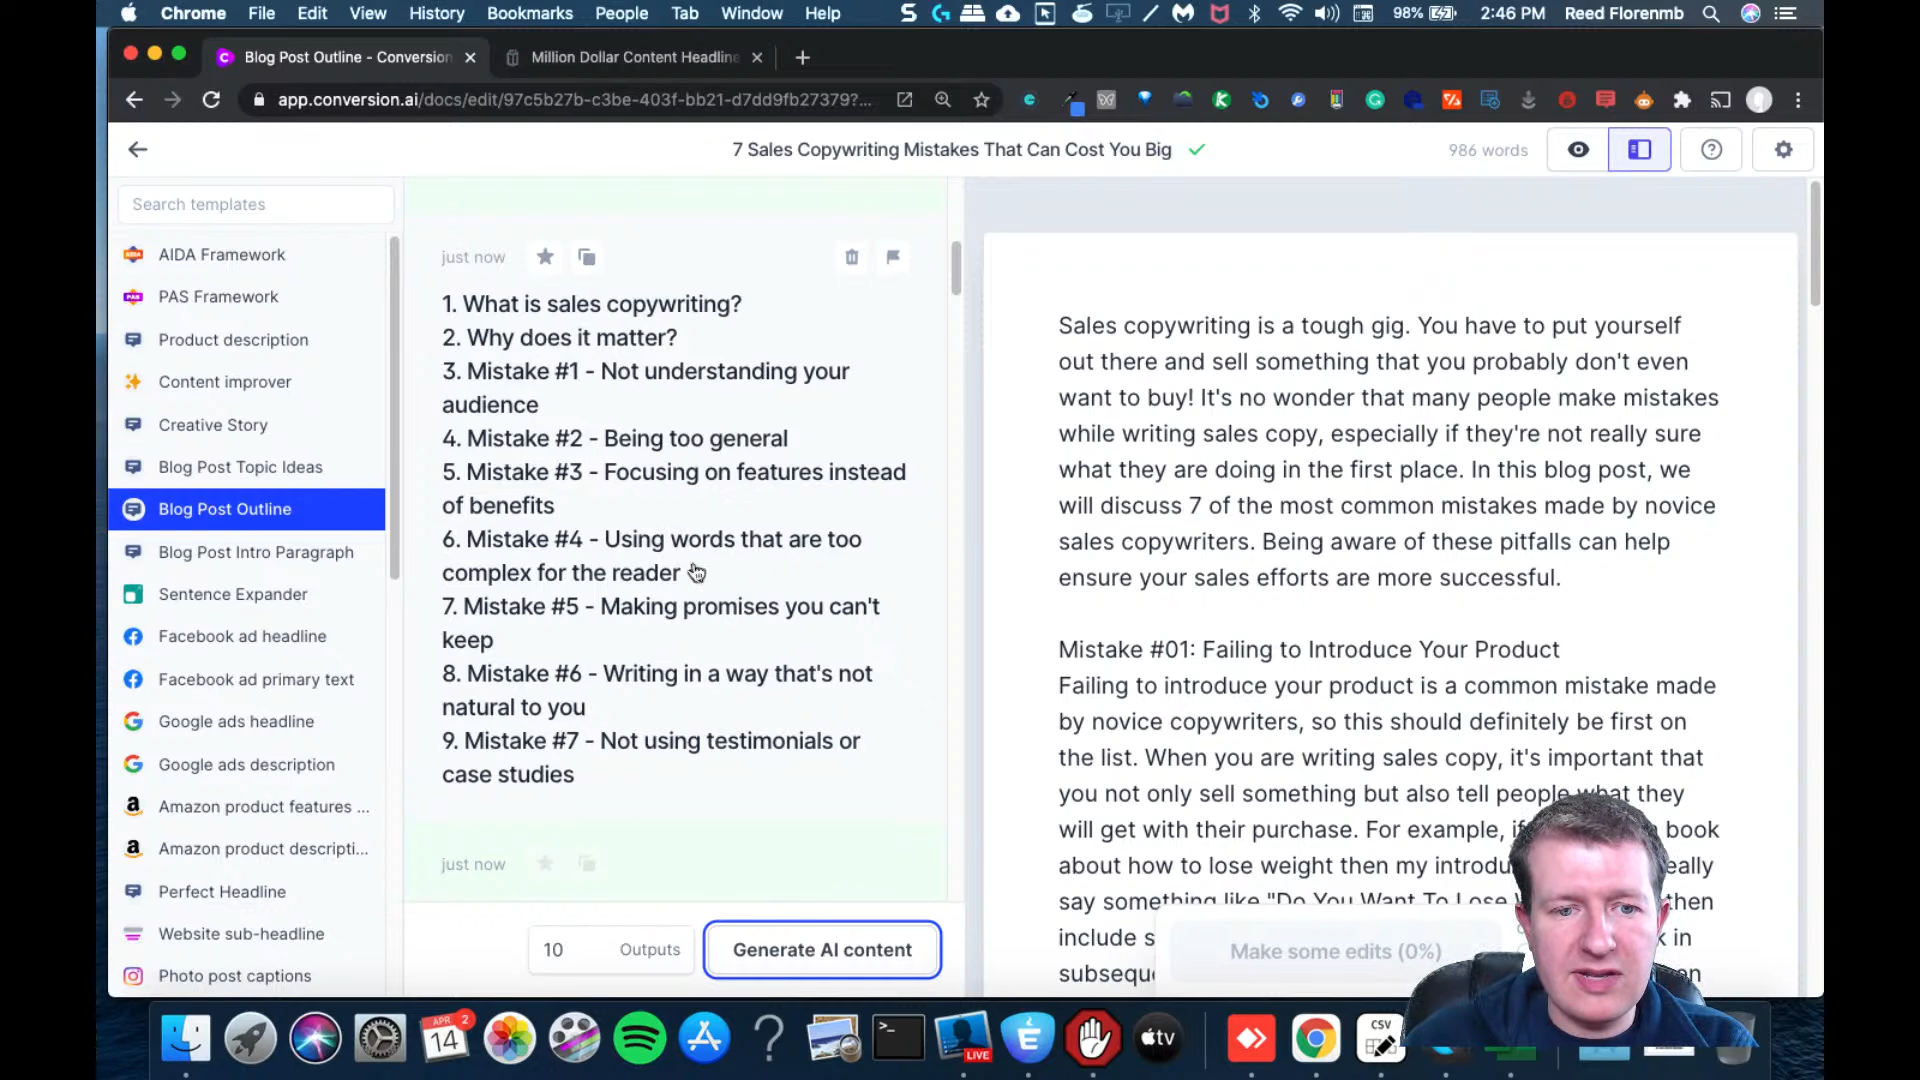 Chrome File Edit View History Bookmarks People Tab Window Help 98% 2:46 PM Reed Florenmb
Blog Post Outline - Conversion
Million Dollar Content Headline
app.conversion.ai/docs/edit/97c5b27b-c3be-403f-bb21-d7dd9fb27379?...
7 Sales Copywriting Mistakes That Can Cost You Big
986 words
Search templates
AIDA Framework
PAS Framework
Product description
Content improver
Creative Story
Blog Post Topic Ideas
Blog Post Outline
Blog Post Intro Paragraph
Sentence Expander
Facebook ad headline
Facebook ad primary text
Google ads headline
Google ads description
Amazon product features ...
Amazon product descripti...
Perfect Headline
Website sub-headline
Photo post captions
just now
1. What is sales copywriting?
2. Why does it matter?
3. Mistake #1 - Not understanding your
audience
4. Mistake #2 - Being too general
5. Mistake #3 - Focusing on features instead
of benefits
6. Mistake #4 - Using words that are too
complex for the reader
7. Mistake #5 - Making promises you can't
keep
8. Mistake #6 - Writing in a way that's not
natural to you
9. Mistake #7 - Not using testimonials or
case studies
just now
10 Outputs
Generate AI content
Sales copywriting is a tough gig. You have to put yourself
out there and sell something that you probably don't even
want to buy! It's no wonder that many people make mistakes
while writing sales copy, especially if they're not really sure
what they are doing in the first place. In this blog post, we
will discuss 7 of the most common mistakes made by novice
sales copywriters. Being aware of these pitfalls can help
ensure your sales efforts are more successful.
Mistake #01: Failing to Introduce Your Product
Failing to introduce your product is a common mistake made
by novice copywriters, so this should definitely be first on
the list. When you are writing sales copy, it's important that
you not only sell something but also tell people what they
will get with their purchase. For example, book
about how to lose weight then my
say something like "Do You Want To Lose then
include in
Make some edits (0%)
APR 14
2
LIVE
tv
CSV